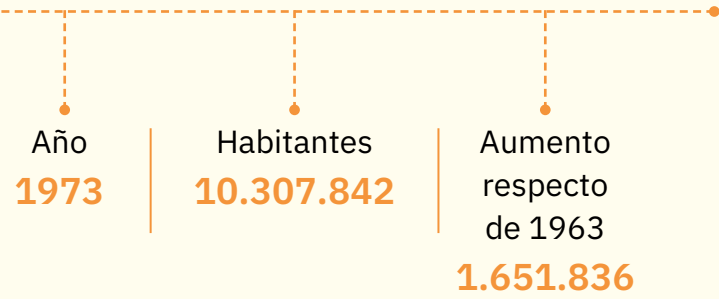 Año
1973
Habitantes
10.307.842
Aumento
respecto
de 1963
1.651.836